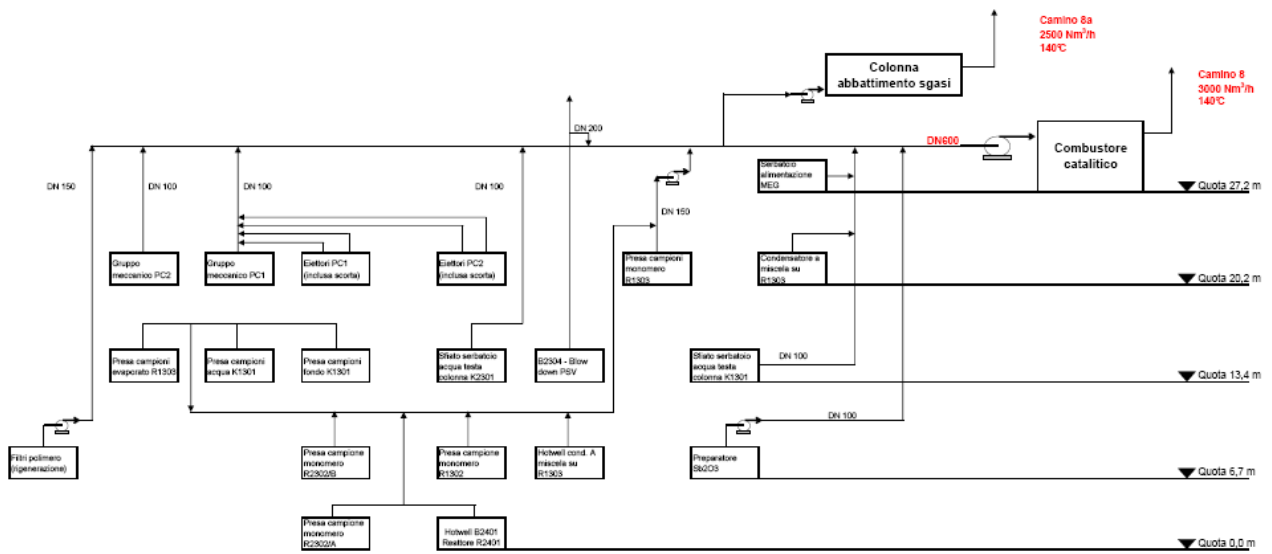 Camino 8a
2500 Nm³/h
140°C
Colonna
abbattimento sgasi
Camino 8
3000 Nm³/h
140°C
DN 200
DN600
Combustore
catalitico
Serbatoio
alimentazione
MEG
Quota 27,2 m
DN 150
DN 100
DN 100
DN 100
DN 150
Gruppo
meccanico PC2
Gruppo
meccanico PC1
Eiettori PC1
(inclusa scorta)
Eiettori PC2
(inclusa scorta)
Presa campioni
monomero
R1303
Condensatore a
miscela su
R1303
Quota 20,2 m
Presa campioni
evaporato R1303
Presa campioni
acqua K1301
Presa campioni
fondo K1301
Sfiato serbatoio
acqua testa
colonna K2301
B2304 - Blow
down PSV
Sfiato serbatoio
acqua testa
colonna K1301
DN 100
Quota 13,4 m
DN 100
Filtri polimero
(rigenerazione)
Presa campione
monomero
R2302/B
Presa campione
monomero
R1302
Hotwell cond. A
miscela su
R1303
Preparatore
Sb2O3
Quota 6,7 m
Presa campione
monomero
R2302/A
Hotwell B2401
Reattore R2401
Quota 0,0 m